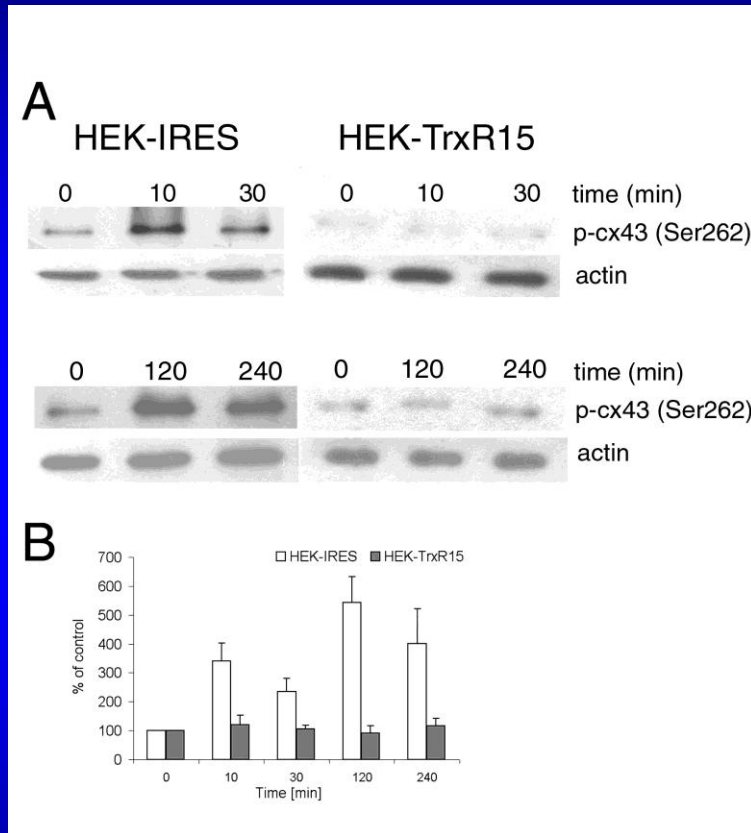 A
HEK-IRES HEK-TrxR15
0 10 30 0 10 30 time (min)
p-cx43 (Ser262)
actin
0 120 240 0 120 240 time (min)
p-cx43 (Ser262)
actin
B
HEK-IRES HEK-TrxR15
700
600
500
400
300
200
100
0
% of control
0 10 30 120 240
Time [min]